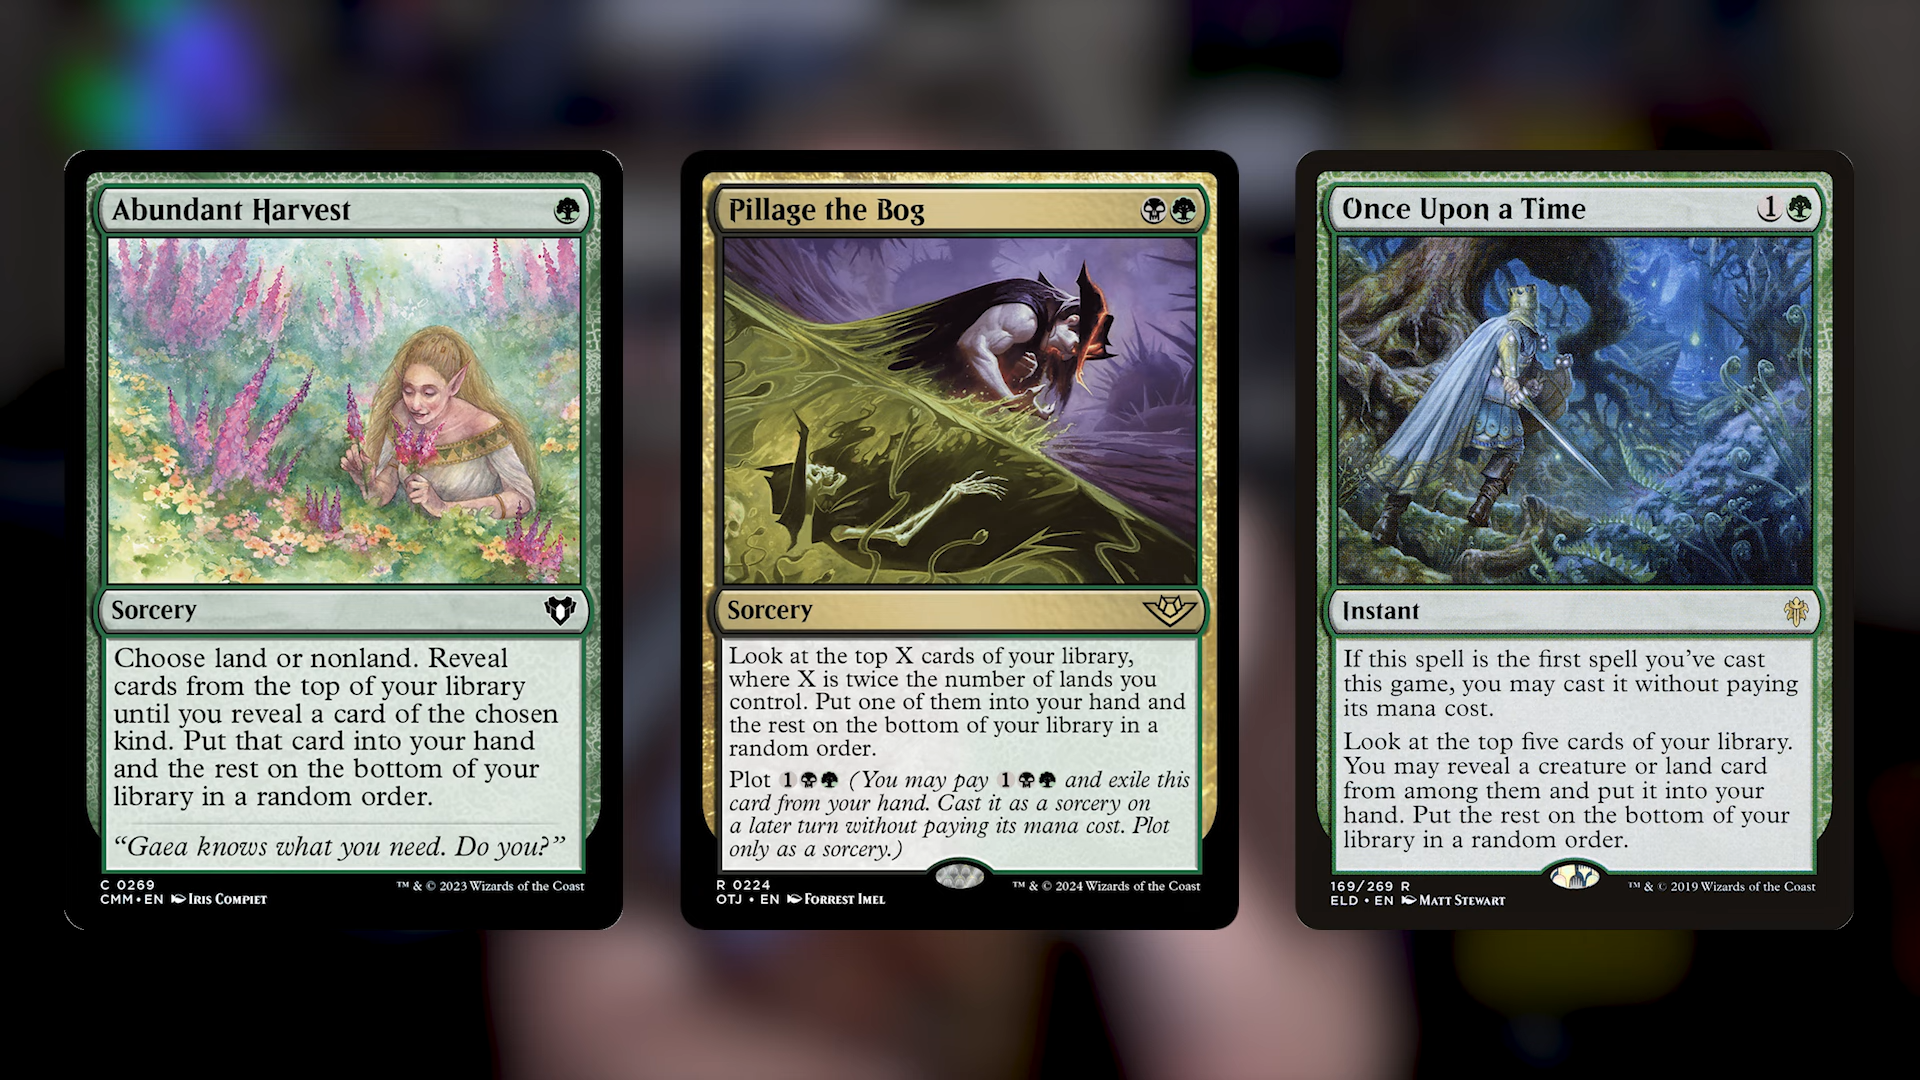 Abundant Harvest
Sorcery
Choose land or nonland. Reveal
cards from the top of your library
until you reveal a card of the chosen
kind. Put that card into your hand
and the rest on the bottom of your
library in a random order.
“Gaea knows what you need. Do you?”
C 0269
CMM • EN Iris Compiet
™ & © 2023 Wizards of the Coast
Pillage the Bog
Sorcery
Look at the top X cards of your library,
where X is twice the number of lands you
control. Put one of them into your hand and
the rest on the bottom of your library in a
random order.
Plot 1 (You may pay 1 and exile this
card from your hand. Cast it as a sorcery on
a later turn without paying its mana cost. Plot
only as a sorcery.)
R 0224
OTJ • EN Forrest Imel
™ & © 2024 Wizards of the Coast
Once Upon a Time 1
Instant
If this spell is the first spell you’ve cast
this game, you may cast it without paying
its mana cost.
Look at the top five cards of your library.
You may reveal a creature or land card
from among them and put it into your
hand. Put the rest on the bottom of your
library in a random order.
169/269 R
ELD • EN Matt Stewart
™ & © 2019 Wizards of the Coast